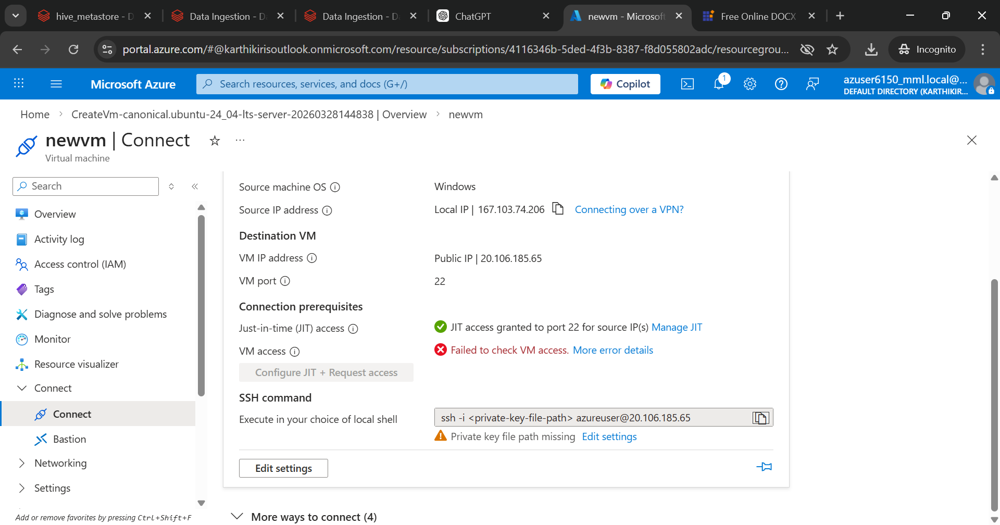 hive_metastore - D
Data Ingestion - D
Data Ingestion - D
ChatGPT
newvm - Microsoft
Free Online DOCX
portal.azure.com/#@karthikirisoutlook.onmicrosoft.com/resource/subscriptions/4116346b-5ded-4f3b-8387-f8d055802adc/resourcegrou...
Incognito
Microsoft Azure
Search resources, services, and docs (G+/)
Copilot
1
azuser6150_mml.local@...
DEFAULT DIRECTORY (KARTHIKIR...
Home > CreateVm-canonical.ubuntu-24_04-lts-server-20260328144838 | Overview > newvm
newvm | Connect
Virtual machine
Search
Overview
Activity log
Access control (IAM)
Tags
Diagnose and solve problems
Monitor
Resource visualizer
Connect
Connect
Bastion
Networking
Settings
Add or remove favorites by pressing Ctrl+Shift+F
Source machine OS
Windows
Source IP address
Local IP | 167.103.74.206
Connecting over a VPN?
Destination VM
VM IP address
Public IP | 20.106.185.65
VM port
22
Connection prerequisites
Just-in-time (JIT) access
JIT access granted to port 22 for source IP(s) Manage JIT
VM access
Failed to check VM access. More error details
Configure JIT + Request access
SSH command
Execute in your choice of local shell
ssh -i <private-key-file-path> azureuser@20.106.185.65
Private key file path missing Edit settings
Edit settings
More ways to connect (4)